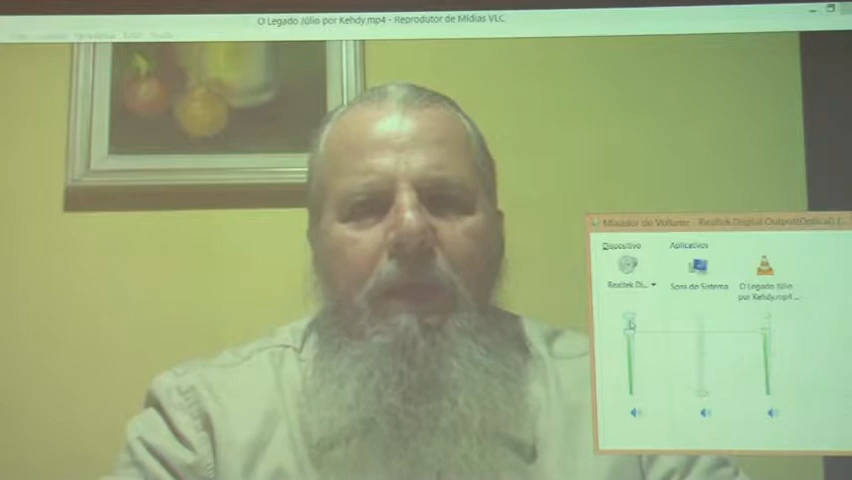 O Legado Júlio por Kehdy.mp4 - Reprodutor de Mídias VLC
Mixador de Volume - Realtek Digital Output(Optical)
Dispositivo Aplicativos
Realtek Di... Sons do Sistema O Legado Júlio
por Kehdy.mp4 ...